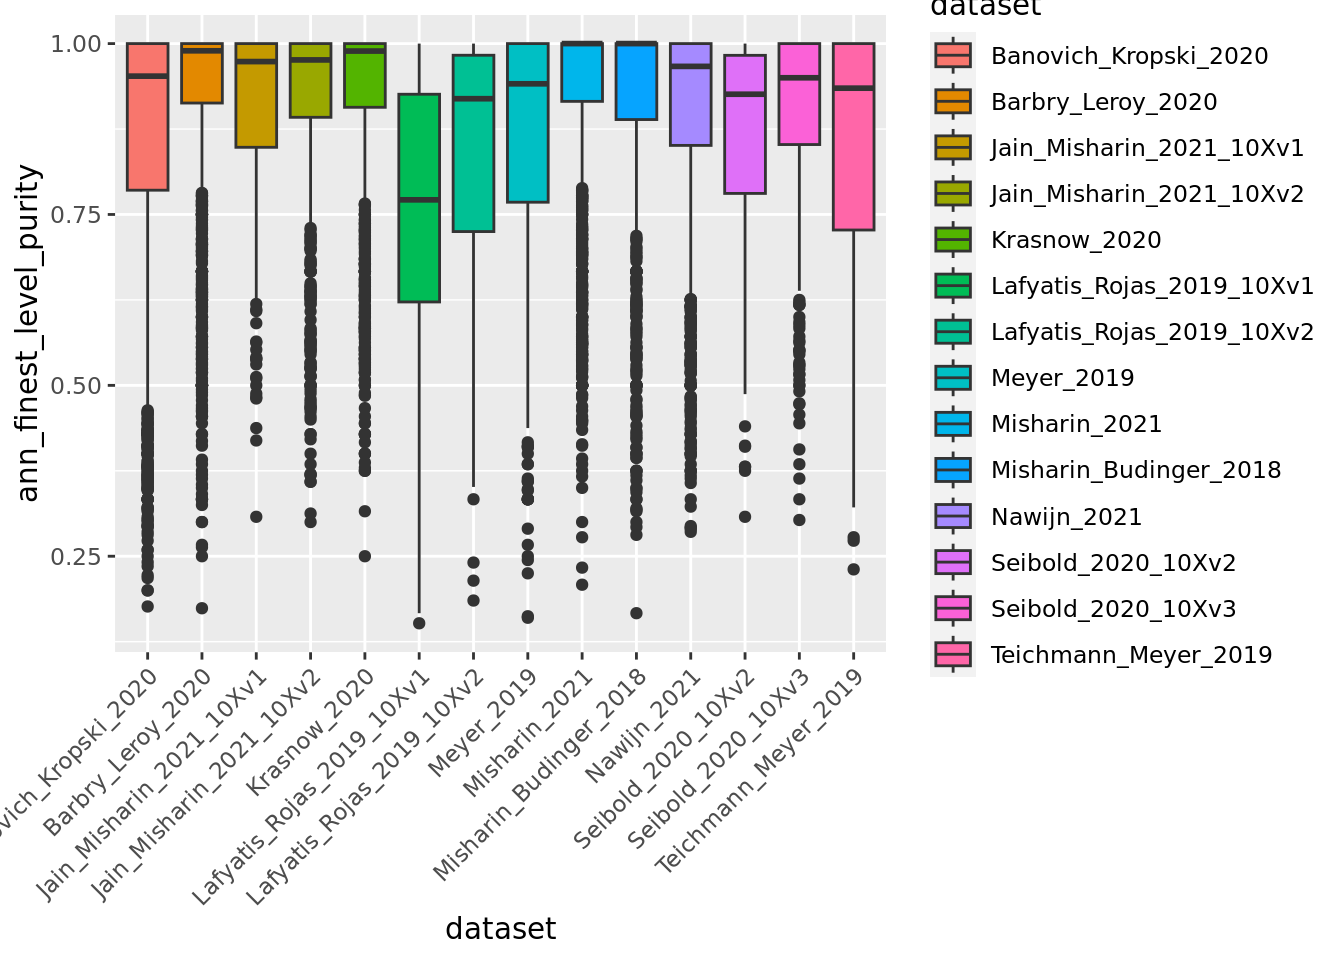 dataset
1.00
0.75
0.50
0.25
ann_finest_level_purity
Banovich_Kropski_2020
Barbry_Leroy_2020
Jain_Misharin_2021_10Xv1
Jain_Misharin_2021_10Xv2
Krasnow_2020
Lafyatis_Rojas_2019_10Xv1
Lafyatis_Rojas_2019_10Xv2
Meyer_2019
Misharin_2021
Misharin_Budinger_2018
Nawijn_2021
Seibold_2020_10Xv2
Seibold_2020_10Xv3
Teichmann_Meyer_2019
ovich_Kropski_2020
Barbry_Leroy_2020
Jain_Misharin_2021_10Xv1
Jain_Misharin_2021_10Xv2
Krasnow_2020
Lafyatis_Rojas_2019_10Xv1
Lafyatis_Rojas_2019_10Xv2
Meyer_2019
Misharin_2021
Misharin_Budinger_2018
Nawijn_2021
Seibold_2020_10Xv2
Seibold_2020_10Xv3
Teichmann_Meyer_2019
dataset